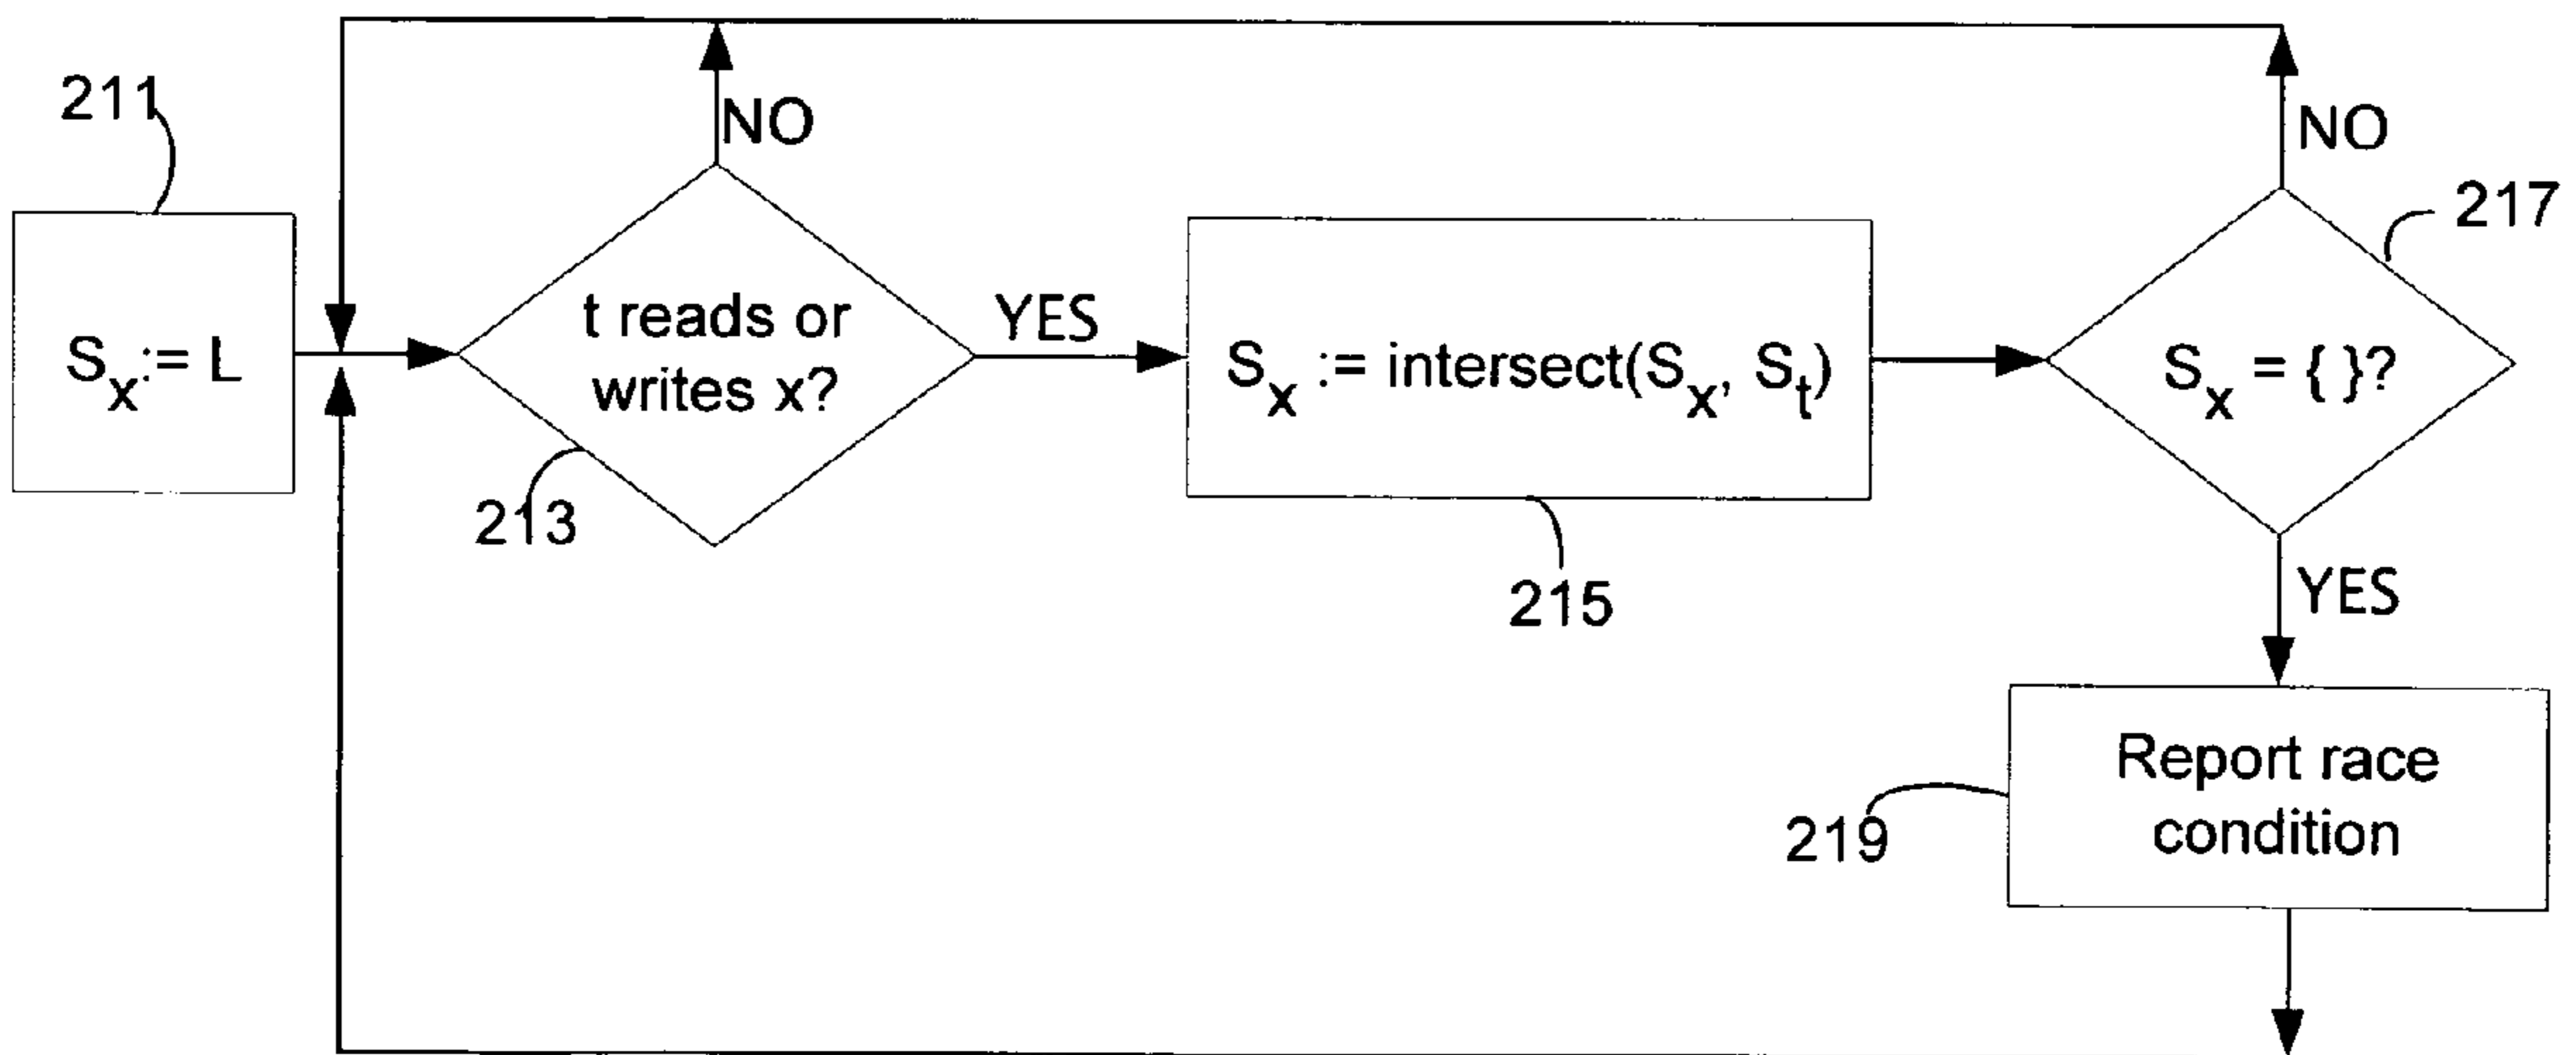 211
NO
NO
217
Sx := L
t reads or
writes x?
YES
Sx := intersect(Sx, St)
Sx = { }?
213
215
YES
Report race
condition
219